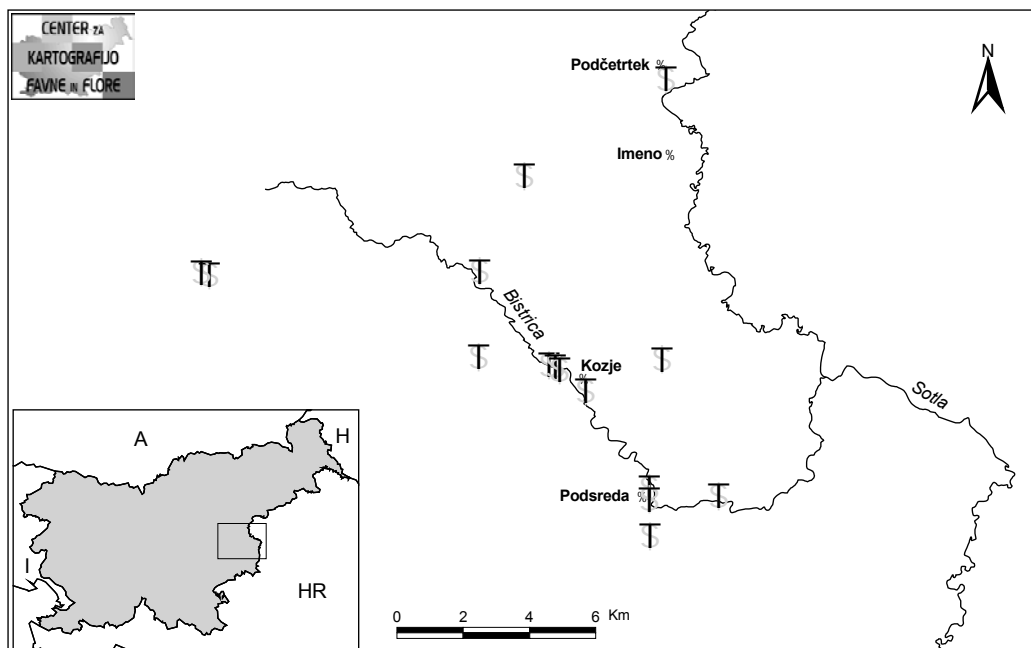 CENTER ZA
KARTOGRAFIJO
FAVNE IN FLORE
N
Podčetrtek %
Imeno %
Bistrica
Kozje
%
Sotla
Podsreda %
A
H
I
HR
0 2 4 6 Km